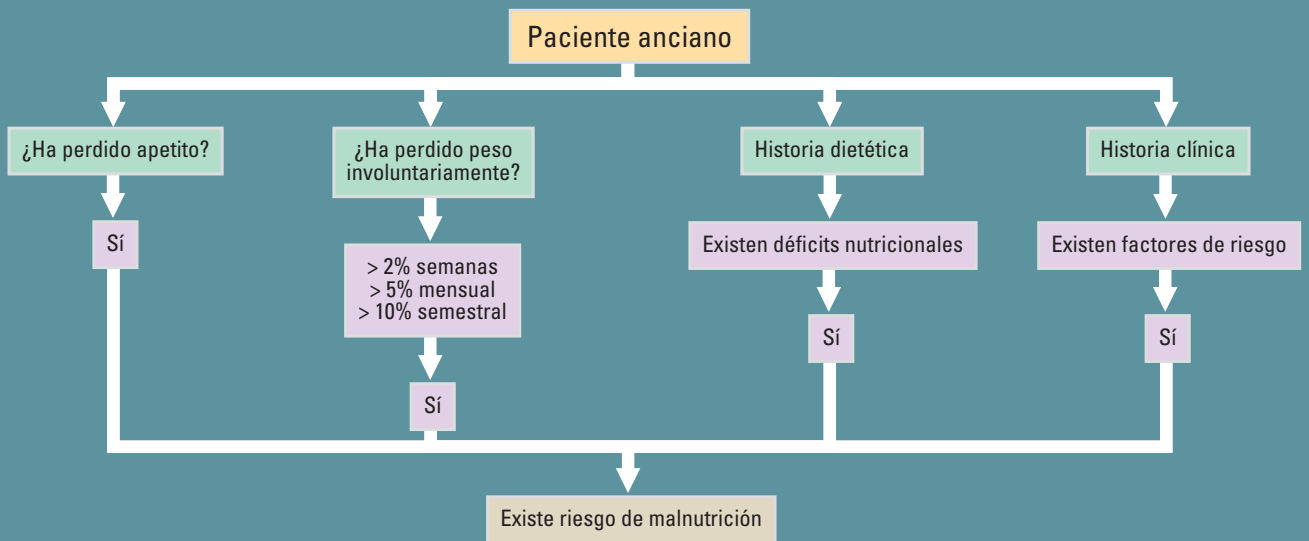 Paciente anciano
¿Ha perdido apetito?
¿Ha perdido peso
involuntariamente?
Historia dietética
Historia clínica
Sí
> 2% semanas
> 5% mensual
> 10% semestral
Existen déficits nutricionales
Existen factores de riesgo
Sí
Sí
Sí
Existe riesgo de malnutrición